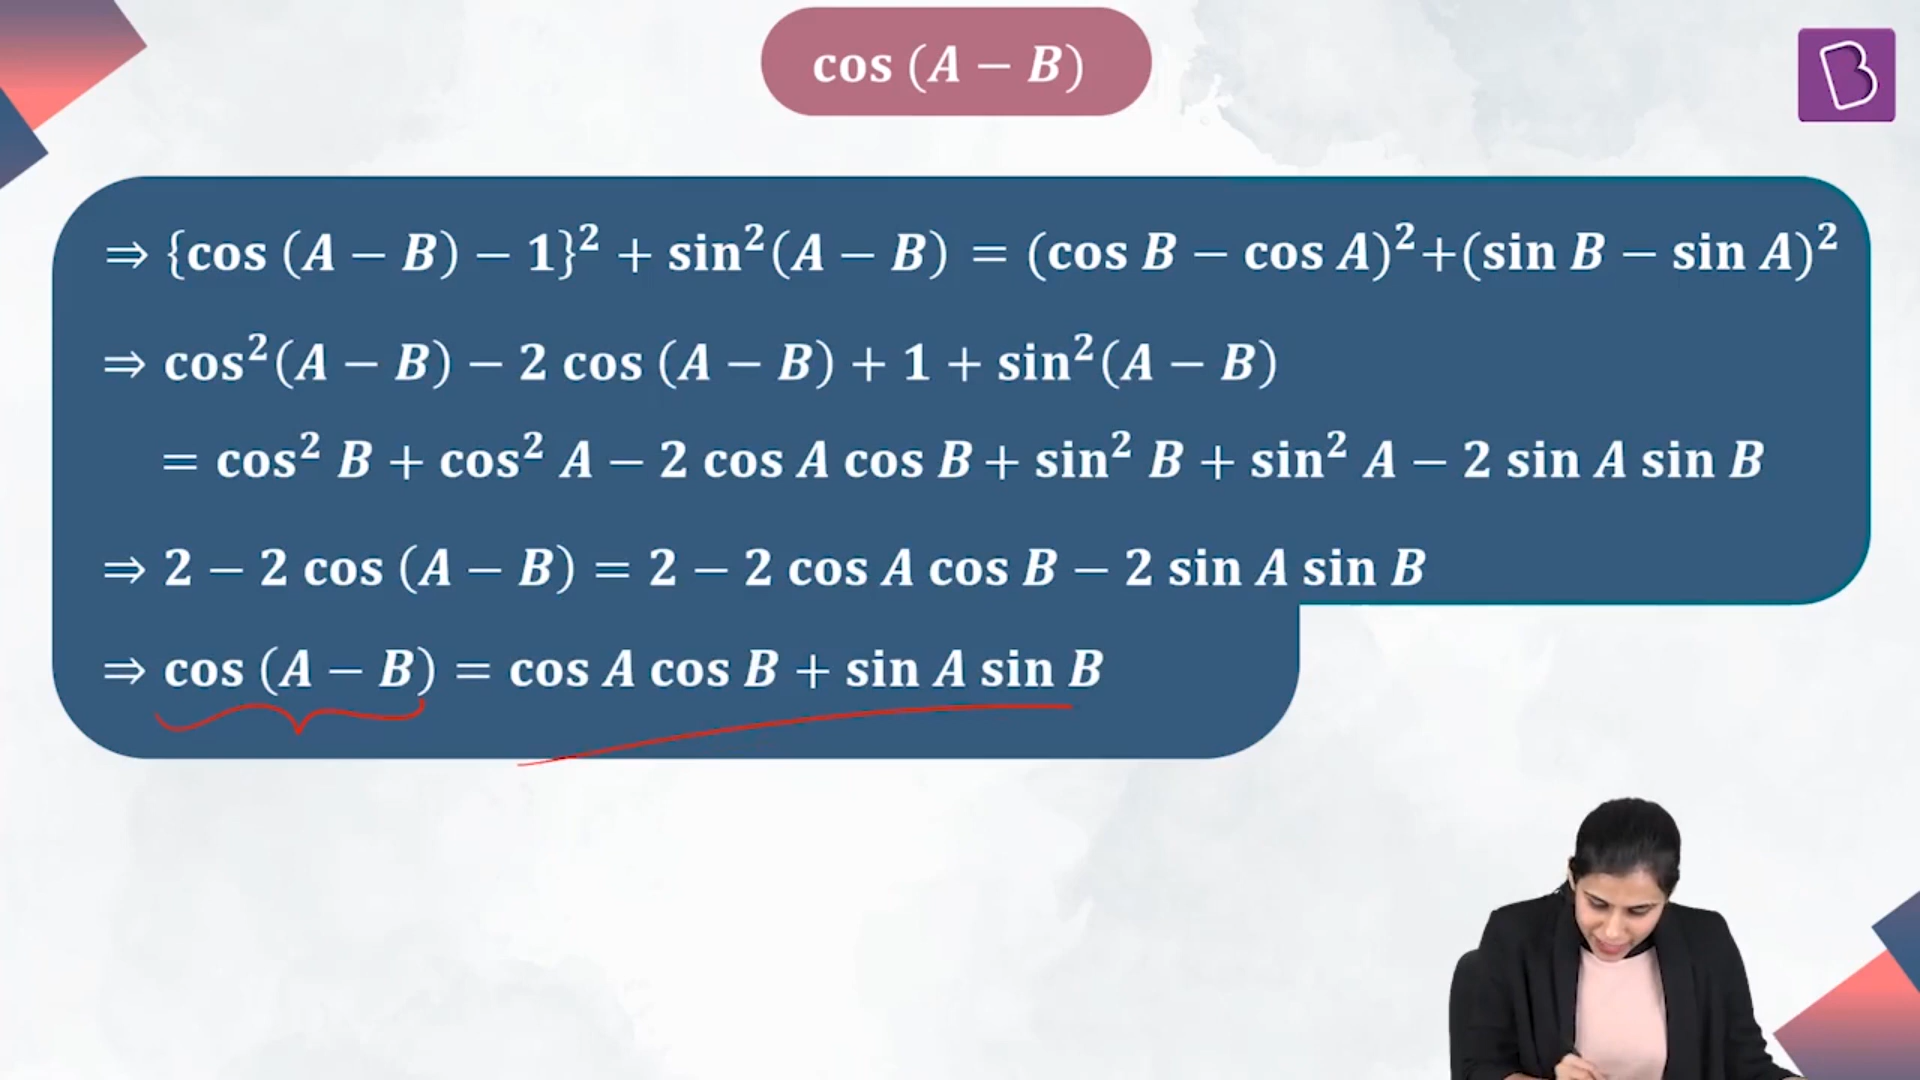 cos (A − B)
B
⇒ {cos (A − B) − 1}² + sin²(A − B) = (cos B − cos A)²+(sin B − sin A)²
⇒ cos²(A − B) − 2 cos (A − B) + 1 + sin²(A − B)
= cos² B + cos² A − 2 cos A cos B + sin² B + sin² A − 2 sin A sin B
⇒ 2 − 2 cos (A − B) = 2 − 2 cos A cos B − 2 sin A sin B
⇒ cos (A − B) = cos A cos B + sin A sin B